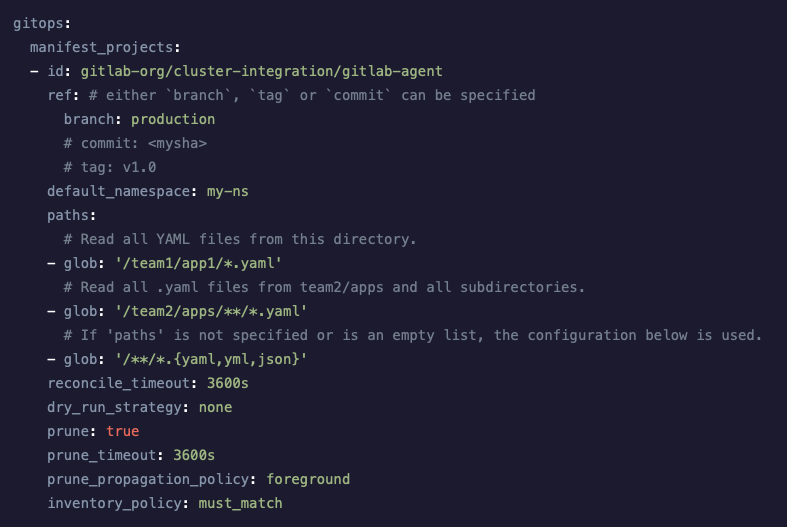 gitops:
  manifest_projects:
  - id: gitlab-org/cluster-integration/gitlab-agent
    ref: # either `branch`, `tag` or `commit` can be specified
      branch: production
      # commit: <mysha>
      # tag: v1.0
    default_namespace: my-ns
    paths:
      # Read all YAML files from this directory.
    - glob: '/team1/app1/*.yaml'
      # Read all .yaml files from team2/apps and all subdirectories.
    - glob: '/team2/apps/**/*.yaml'
      # If 'paths' is not specified or is an empty list, the configuration below is used.
    - glob: '/**/*.{yaml,yml,json}'
    reconcile_timeout: 3600s
    dry_run_strategy: none
    prune: true
    prune_timeout: 3600s
    prune_propagation_policy: foreground
    inventory_policy: must_match